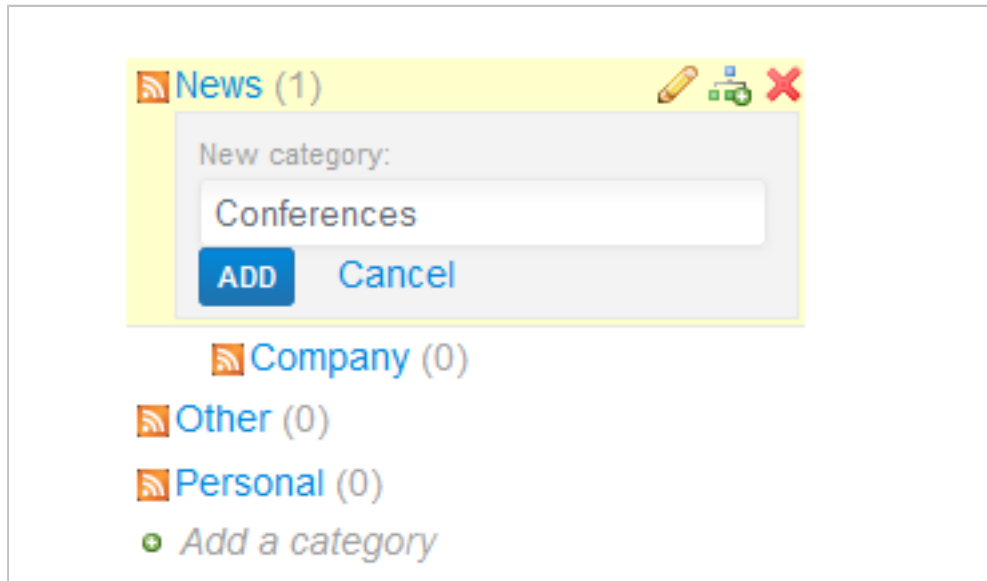 News (1)
New category:
Conferences
ADD Cancel
Company (0)
Other (0)
Personal (0)
Add a category